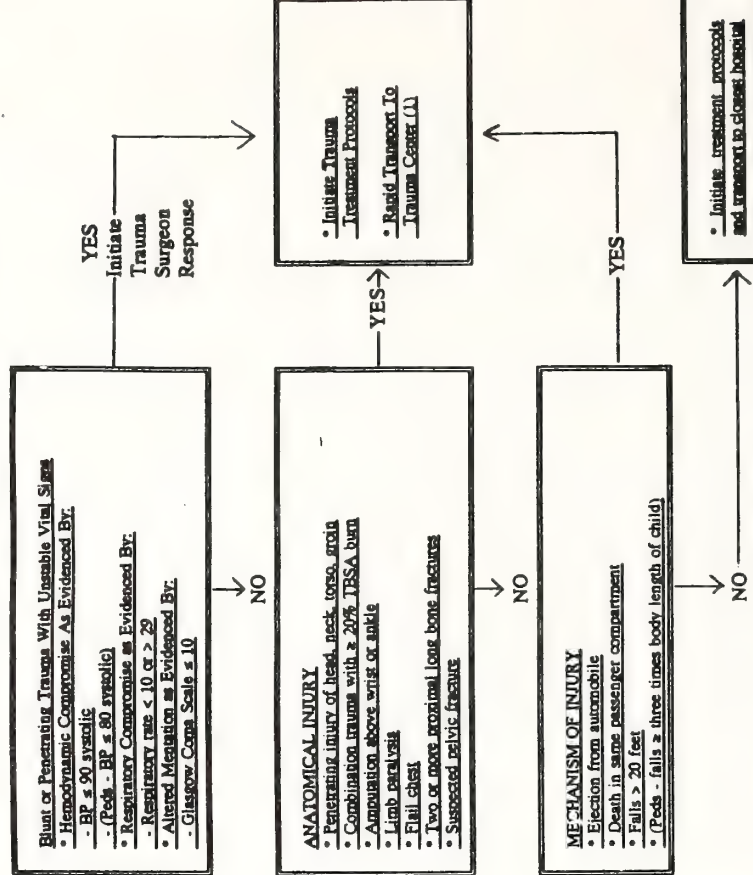 Blunt or Penetrating Trauma With Unstable Vital Signs
* Hemodynamic Compromise As Evidenced By:
- BP ≤ 90 systolic
- (Peds - BP ≤ 80 systolic)
* Respiratory Compromise as Evidenced By:
- Respiratory rate < 10 or > 29
* Altered Mentation as Evidenced By:
- Glasgow Coma Scale ≤ 10
YES
Initiate
Trauma
Surgeon
Response
NO
ANATOMICAL INJURY
* Penetrating injury of head, neck, torso, groin
* Combination trauma with ≥ 20% TBSA burn
* Amputation above wrist or ankle
* Limb paralysis
* Flail chest
* Two or more proximal long bone fractures
* Suspected pelvic fracture
YES
* Initiate Trauma
Treatment Protocols
* Rapid Transport To
Trauma Center (1)
NO
MECHANISM OF INJURY
* Ejection from automobile
* Death in same passenger compartment
* Falls > 20 feet
* (Peds - falls ≥ three times body length of child)
YES
NO
* Initiate treatment protocols
and transport to closest hospital